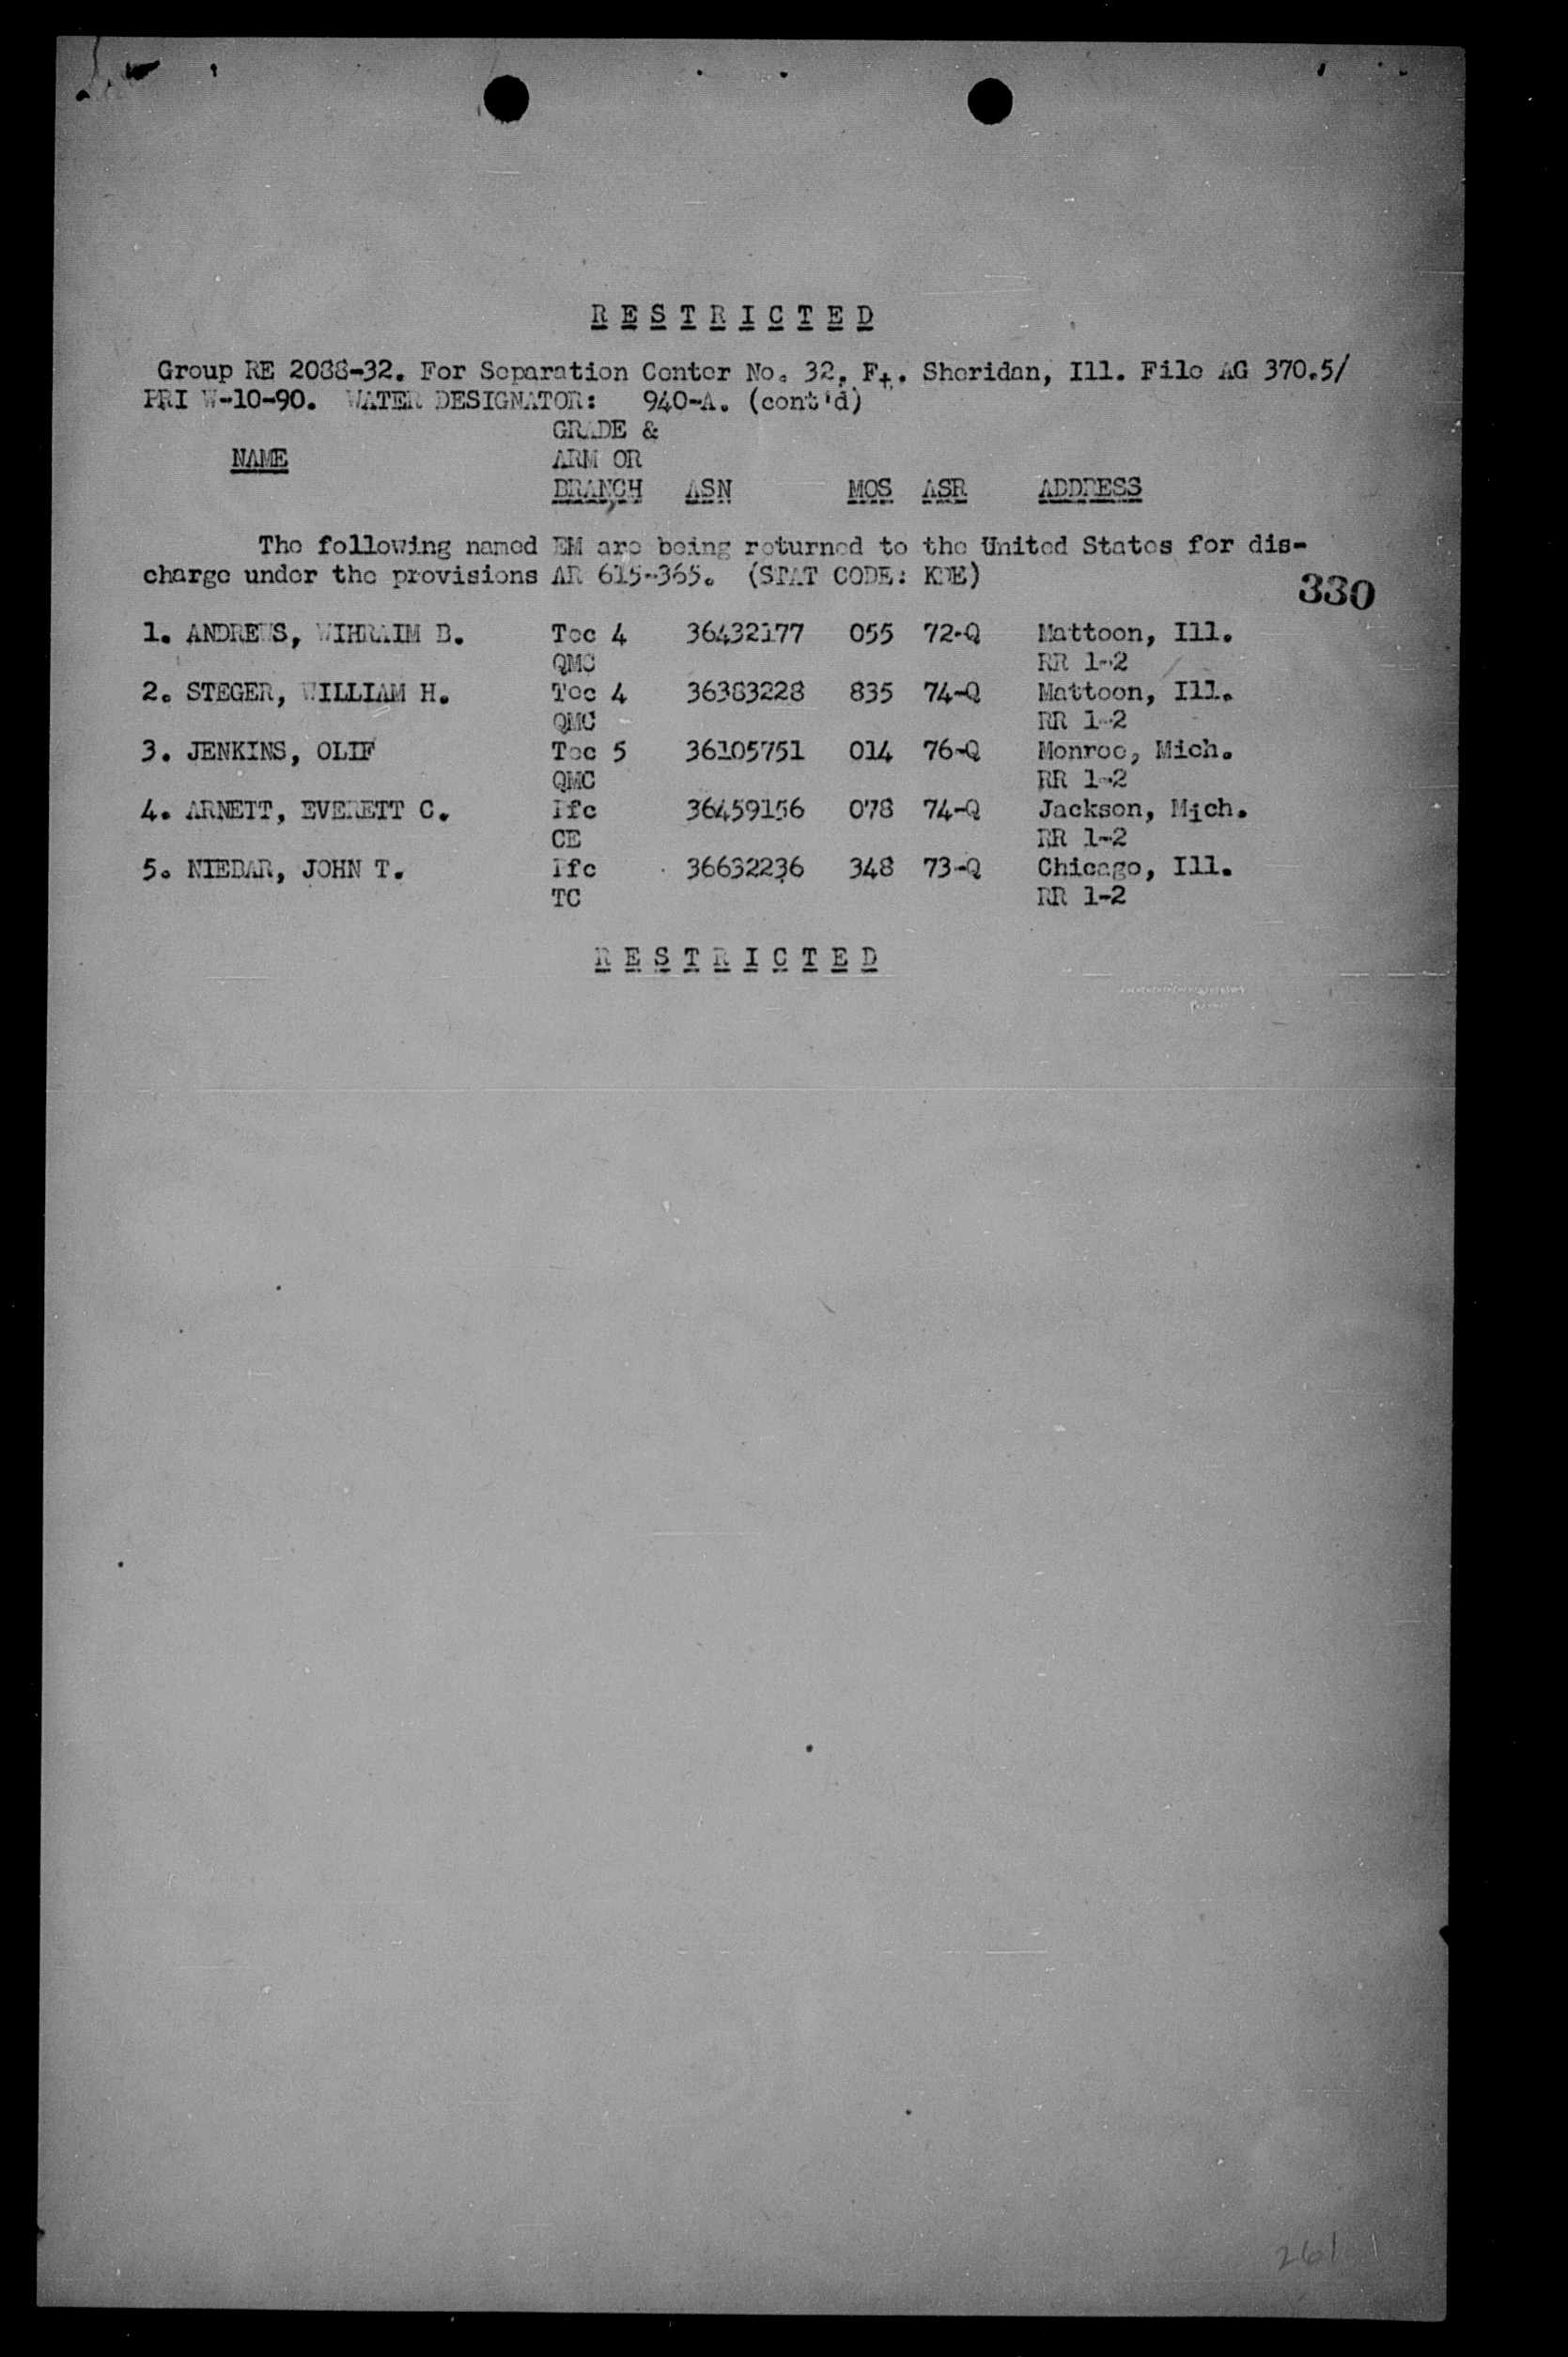 R E S T R I C T E D
Group RE 2088-32. For Separation Center No. 32, Ft. Sheridan, Ill. File AG 370.5/
PRI W-10-90. WATER DESIGNATOR: 940-A. (cont'd)
GRADE &
NAME ARM OR
BRANCH ASN MOS ASR ADDRESS
The following named EM are being returned to the United States for dis-
charge under the provisions AR 615-365. (STAT CODE: KDE)
330
1. ANDREWS, WIHRAIM B. Tec 4 36432177 055 72-Q Mattoon, Ill.
QMC RR 1-2
2. STEGER, WILLIAM H. Tec 4 36383228 835 74-Q Mattoon, Ill.
QMC RR 1-2
3. JENKINS, OLIF Tec 5 36105751 014 76-Q Monroe, Mich.
QMC RR 1-2
4. ARNETT, EVERETT C. Pfc 36459156 078 74-Q Jackson, Mich.
CE RR 1-2
5. NIEBAR, JOHN T. Pfc 36632236 348 73-Q Chicago, Ill.
TC RR 1-2
R E S T R I C T E D
261